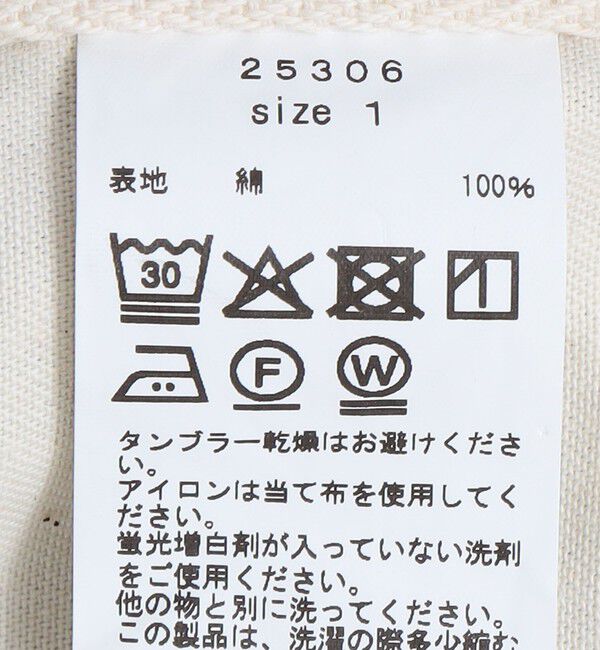 25306
size 1
表地 綿 100%
30
F W
タンブラー乾燥はお避けくださ
い。
アイロンは当て布を使用してく
ださい。
蛍光増白剤が入っていない洗剤
をご使用ください。
他の物と別に洗ってください。
この製品は、洗濯の際多少縮む